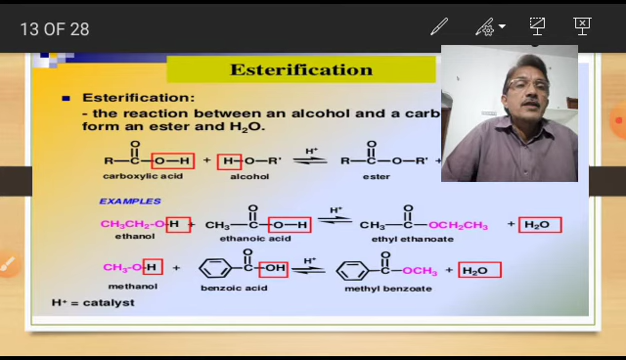 13 OF 28
Esterification
Esterification:
- the reaction between an alcohol and a carb
form an ester and H₂O.
R—C—O—H + H—O—R' ⇌ R—C—O—R' +
O O H⁺
carboxylic acid alcohol ester
EXAMPLES
CH₃CH₂-O-H + CH₃—C—O—H ⇌ CH₃—C—OCH₂CH₃ + H₂O
O H⁺ O
ethanol ethanoic acid ethyl ethanoate
CH₃-O-H + C—OH ⇌ C—OCH₃ + H₂O
O H⁺ O
methanol benzoic acid methyl benzoate
H⁺ = catalyst